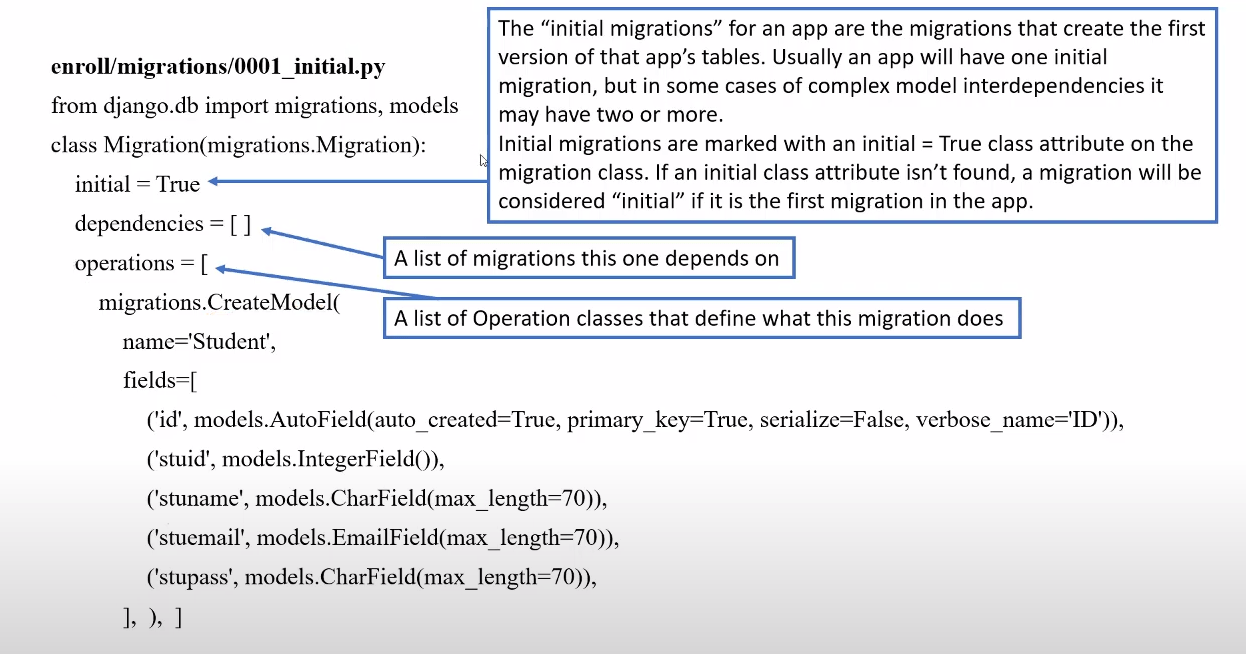 enroll/migrations/0001_initial.py
from django.db import migrations, models
class Migration(migrations.Migration):
initial = True
dependencies = [ ]
operations = [
migrations.CreateModel(
name='Student',
fields=[
('id', models.AutoField(auto_created=True, primary_key=True, serialize=False, verbose_name='ID')),
('stuid', models.IntegerField()),
('stuname', models.CharField(max_length=70)),
('stuemail', models.EmailField(max_length=70)),
('stupass', models.CharField(max_length=70)),
], ), ]
The “initial migrations” for an app are the migrations that create the first
version of that app’s tables. Usually an app will have one initial
migration, but in some cases of complex model interdependencies it
may have two or more.
Initial migrations are marked with an initial = True class attribute on the
migration class. If an initial class attribute isn’t found, a migration will be
considered “initial” if it is the first migration in the app.
A list of migrations this one depends on
A list of Operation classes that define what this migration does